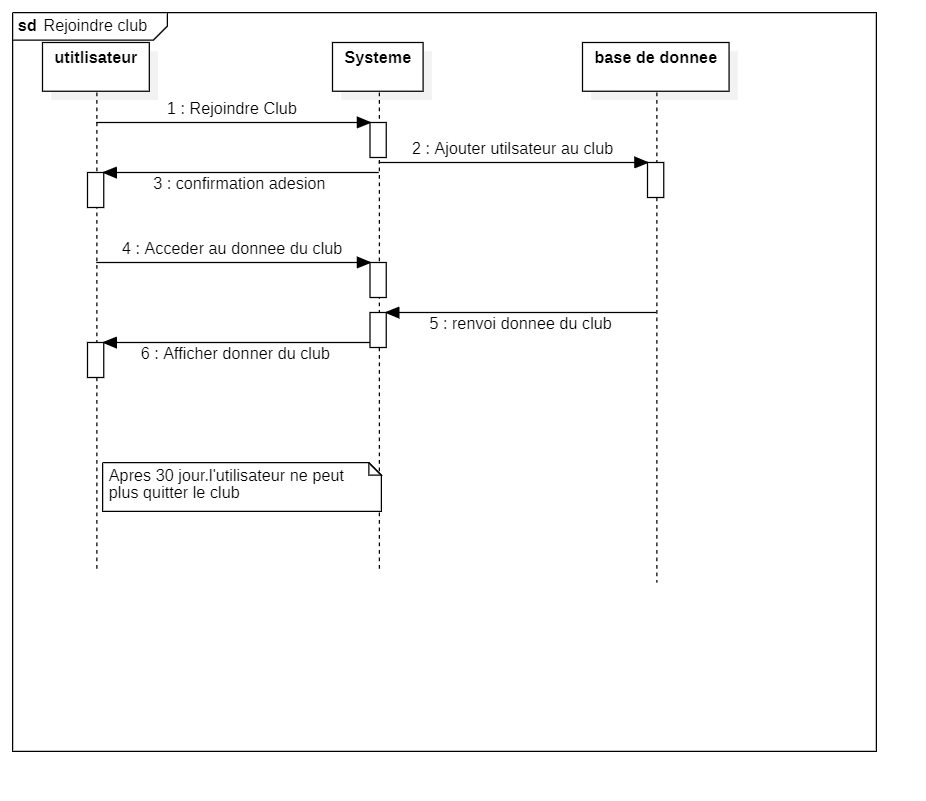 sd Rejoindre club
utitlisateur
Systeme
base de donnee
1 : Rejoindre Club
2 : Ajouter utilsateur au club
3 : confirmation adesion
4 : Acceder au donnee du club
5 : renvoi donnee du club
6 : Afficher donner du club
Apres 30 jour.l'utilisateur ne peut
plus quitter le club